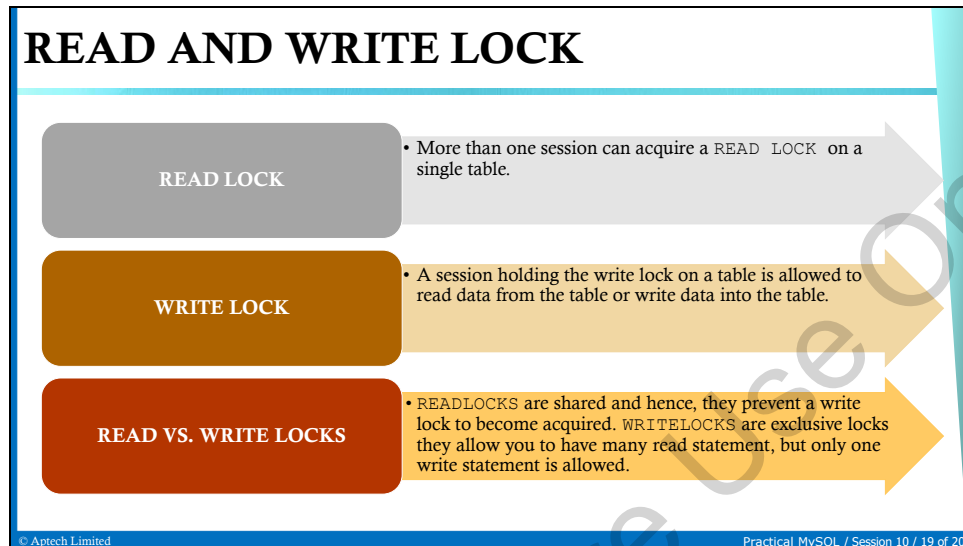 READ AND WRITE LOCK
READ LOCK
• More than one session can acquire a READ LOCK on a
single table.
WRITE LOCK
• A session holding the write lock on a table is allowed to
read data from the table or write data into the table.
READ VS. WRITE LOCKS
• READLOCKS are shared and hence, they prevent a write
lock to become acquired. WRITELOCKS are exclusive locks
they allow you to have many read statement, but only one
write statement is allowed.
Use
© Aptech Limited
Practical MySQL / Session 10 / 19 of 20